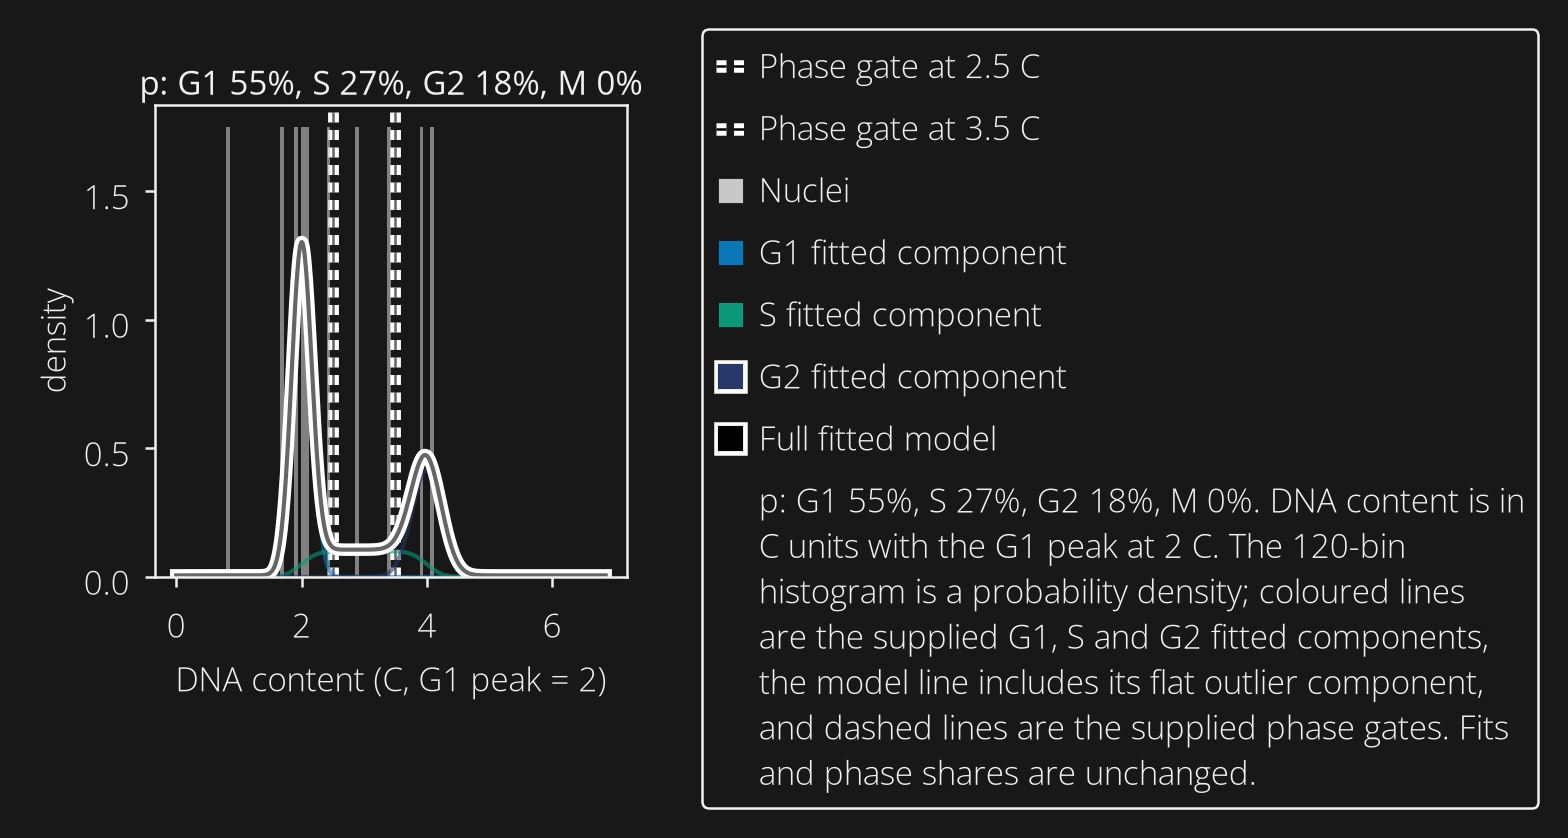 p: G1 55%, S 27%, G2 18%, M 0%
1.5
1.0
0.5
0.0
density
0 2 4 6
DNA content (C, G1 peak = 2)
Phase gate at 2.5 C
Phase gate at 3.5 C
Nuclei
G1 fitted component
S fitted component
G2 fitted component
Full fitted model
p: G1 55%, S 27%, G2 18%, M 0%. DNA content is in
C units with the G1 peak at 2 C. The 120-bin
histogram is a probability density; coloured lines
are the supplied G1, S and G2 fitted components,
the model line includes its flat outlier component,
and dashed lines are the supplied phase gates. Fits
and phase shares are unchanged.